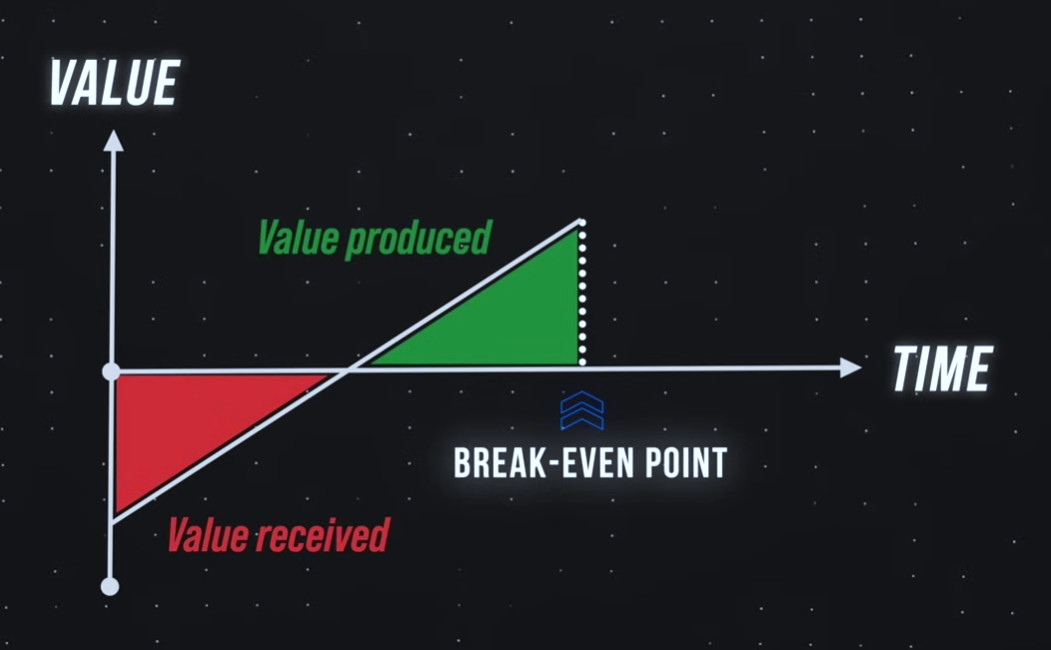 VALUE
Value produced
TIME
BREAK-EVEN POINT
Value received